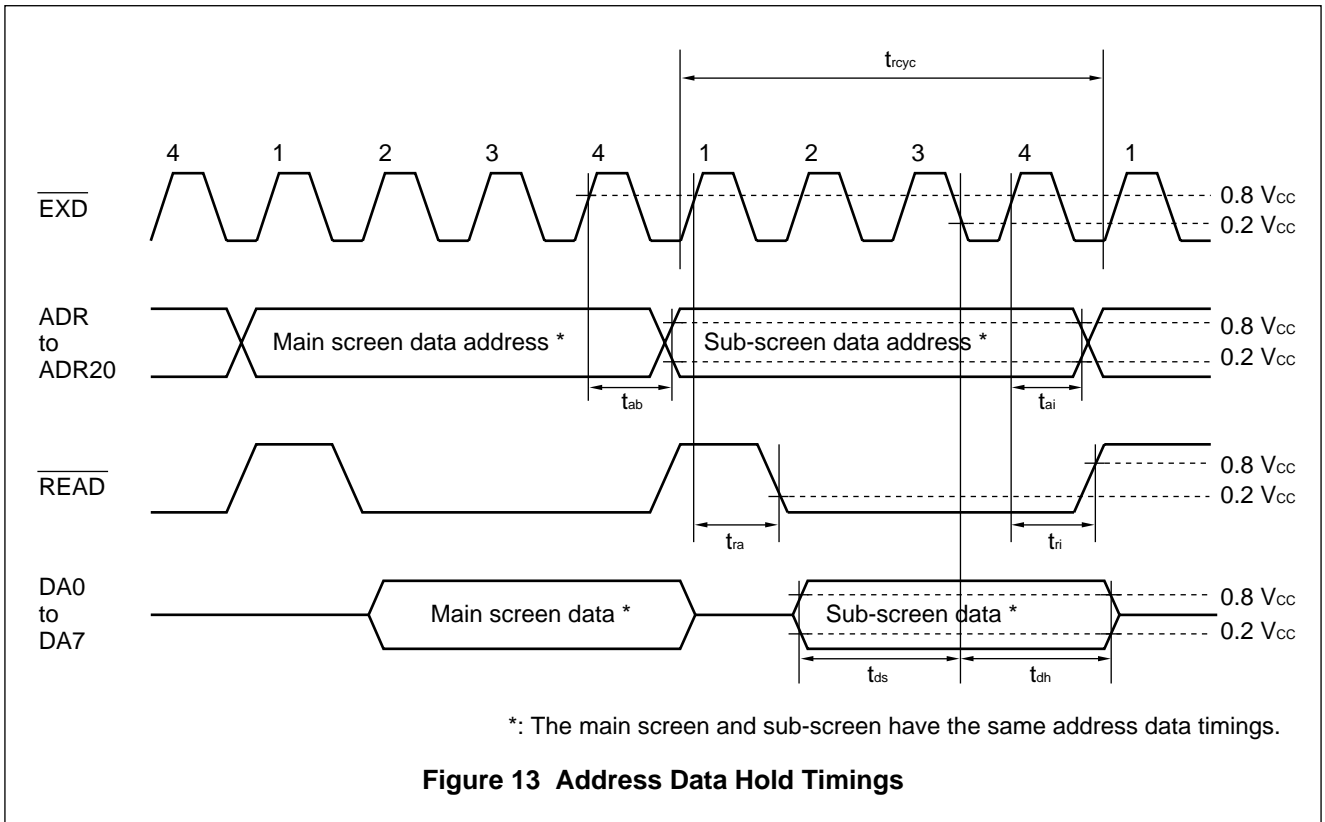 trcyc
4 1 2 3 4 1 2 3 4 1
EXD
0.8 VCC
0.2 VCC
ADR
to
ADR20
Main screen data address *
Sub-screen data address *
0.8 VCC
0.2 VCC
tab
tai
READ
0.8 VCC
0.2 VCC
tra
tri
DA0
to
DA7
Main screen data *
Sub-screen data *
0.8 VCC
0.2 VCC
tds
tdh
*: The main screen and sub-screen have the same address data timings.
Figure 13 Address Data Hold Timings